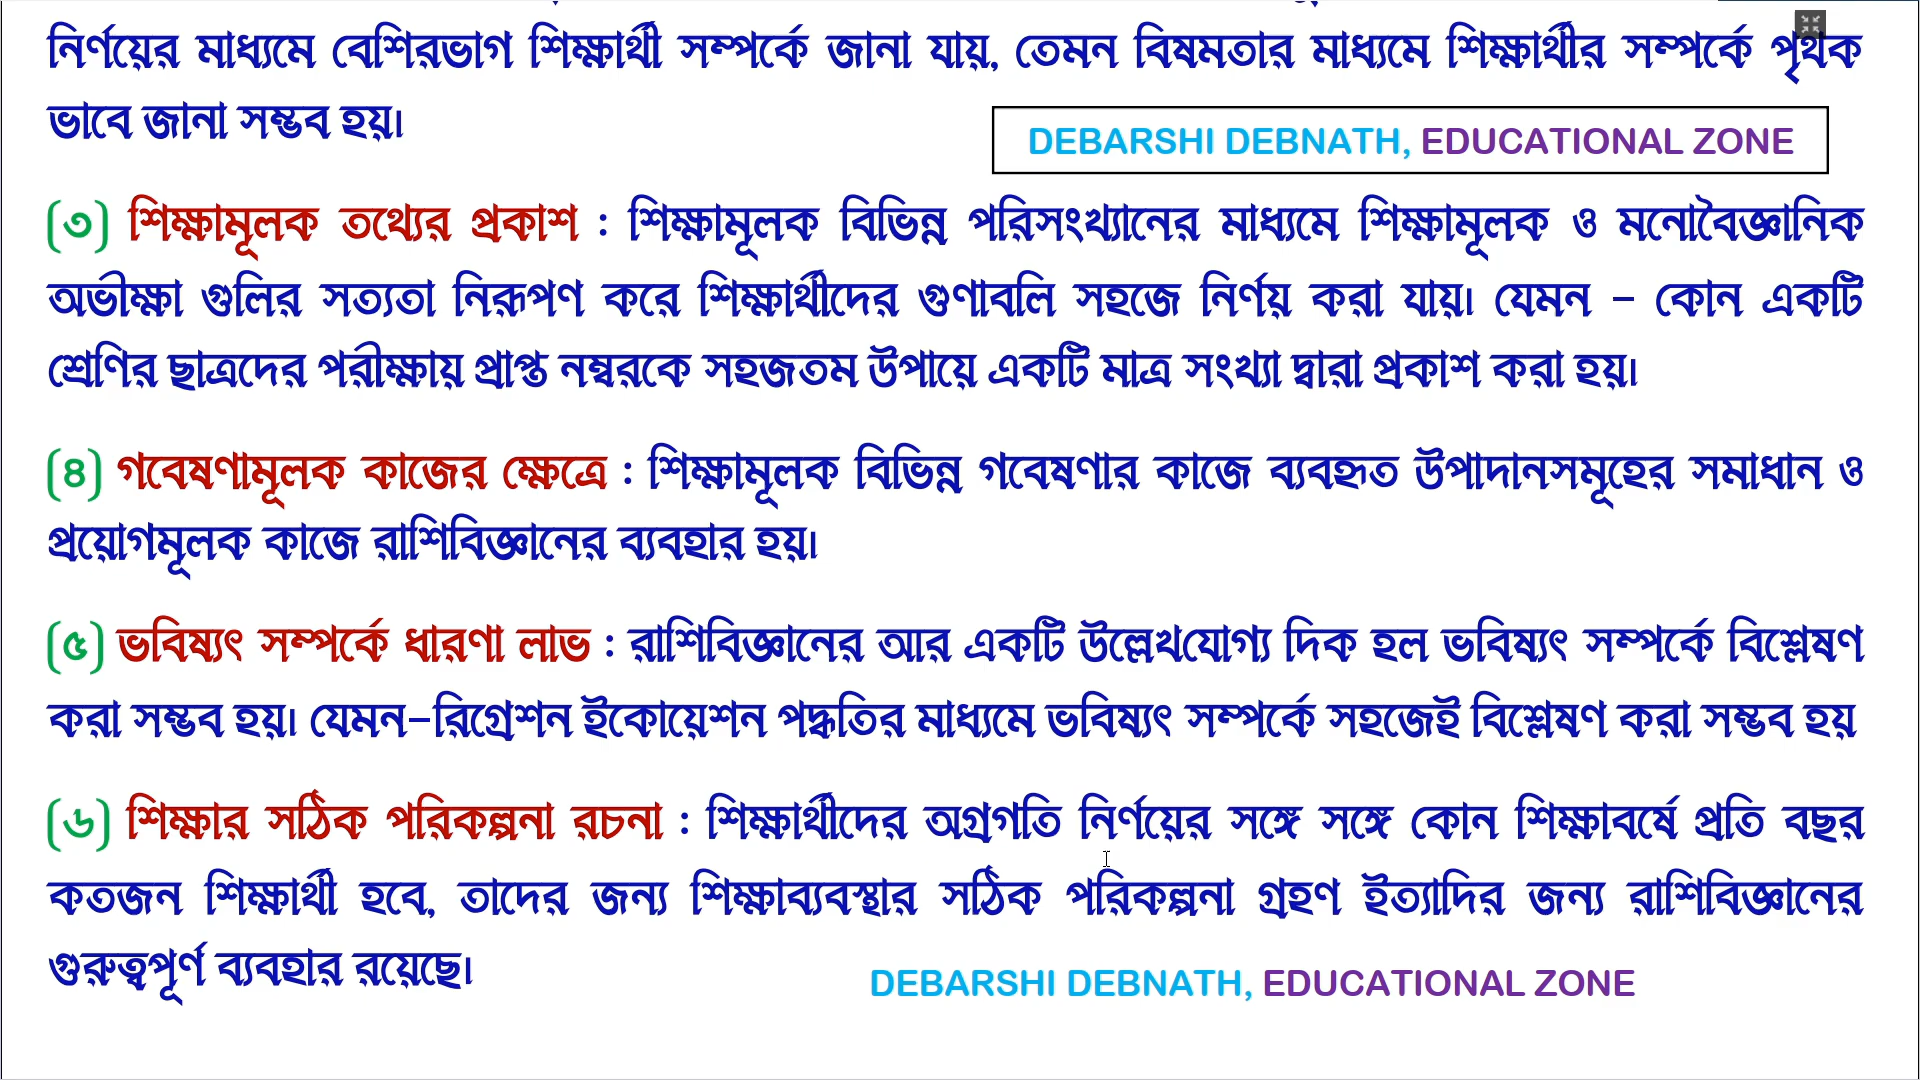 নির্ণয়ের মাধ্যমে বেশিরভাগ শিক্ষার্থী সম্পর্কে জানা যায়, তেমন বিষমতার মাধ্যমে শিক্ষার্থীর সম্পর্কে পৃথক
ভাবে জানা সম্ভব হয়।
DEBARSHI DEBNATH, EDUCATIONAL ZONE
(৩) শিক্ষামূলক তথ্যের প্রকাশ : শিক্ষামূলক বিভিন্ন পরিসংখ্যানের মাধ্যমে শিক্ষামূলক ও মনোবৈজ্ঞানিক
অভীক্ষা গুলির সত্যতা নিরূপণ করে শিক্ষার্থীদের গুণাবলি সহজে নির্ণয় করা যায়। যেমন – কোন একটি
শ্রেণির ছাত্রদের পরীক্ষায় প্রাপ্ত নম্বরকে সহজতম উপায়ে একটি মাত্র সংখ্যা দ্বারা প্রকাশ করা হয়।
(৪) গবেষণামূলক কাজের ক্ষেত্রে : শিক্ষামূলক বিভিন্ন গবেষণার কাজে ব্যবহৃত উপাদানসমূহের সমাধান ও
প্রয়োগমূলক কাজে রাশিবিজ্ঞানের ব্যবহার হয়।
(৫) ভবিষ্যৎ সম্পর্কে ধারণা লাভ : রাশিবিজ্ঞানের আর একটি উল্লেখযোগ্য দিক হল ভবিষ্যৎ সম্পর্কে বিশ্লেষণ
করা সম্ভব হয়। যেমন–রিগ্রেশন ইকোয়েশন পদ্ধতির মাধ্যমে ভবিষ্যৎ সম্পর্কে সহজেই বিশ্লেষণ করা সম্ভব হয়
(৬) শিক্ষার সঠিক পরিকল্পনা রচনা : শিক্ষার্থীদের অগ্রগতি নির্ণয়ের সঙ্গে সঙ্গে কোন শিক্ষাবর্ষে প্রতি বছর
কতজন শিক্ষার্থী হবে, তাদের জন্য শিক্ষাব্যবস্থার সঠিক পরিকল্পনা গ্রহণ ইত্যাদির জন্য রাশিবিজ্ঞানের
গুরুত্বপূর্ণ ব্যবহার রয়েছে।
DEBARSHI DEBNATH, EDUCATIONAL ZONE